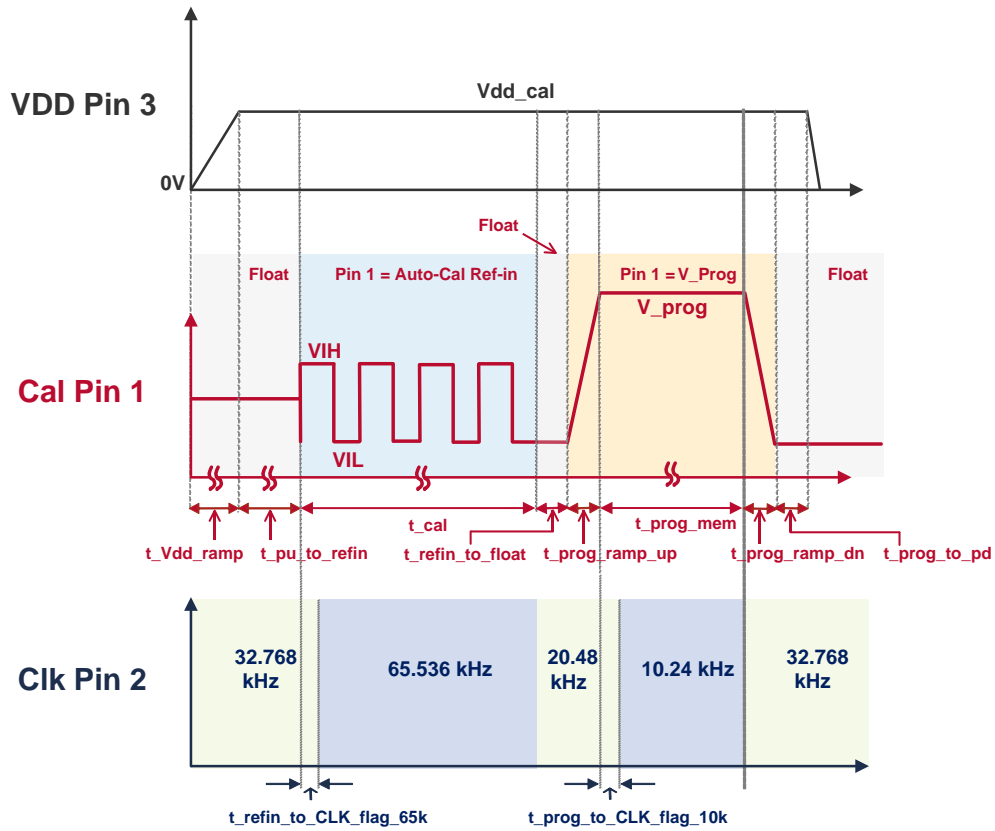 Vdd_cal
VDD Pin 3
0V
Float
Float
Pin 1 = Auto-Cal Ref-in
Pin 1 = V_Prog
Float
V_prog
VIH
Cal Pin 1
VIL
t_cal
t_prog_mem
t_Vdd_ramp
t_pu_to_refin
t_refin_to_float
t_prog_ramp_up
t_prog_ramp_dn
t_prog_to_pd
32.768
kHz
65.536 kHz
20.48
kHz
10.24 kHz
32.768
kHz
Clk Pin 2
t_refin_to_CLK_flag_65k
t_prog_to_CLK_flag_10k